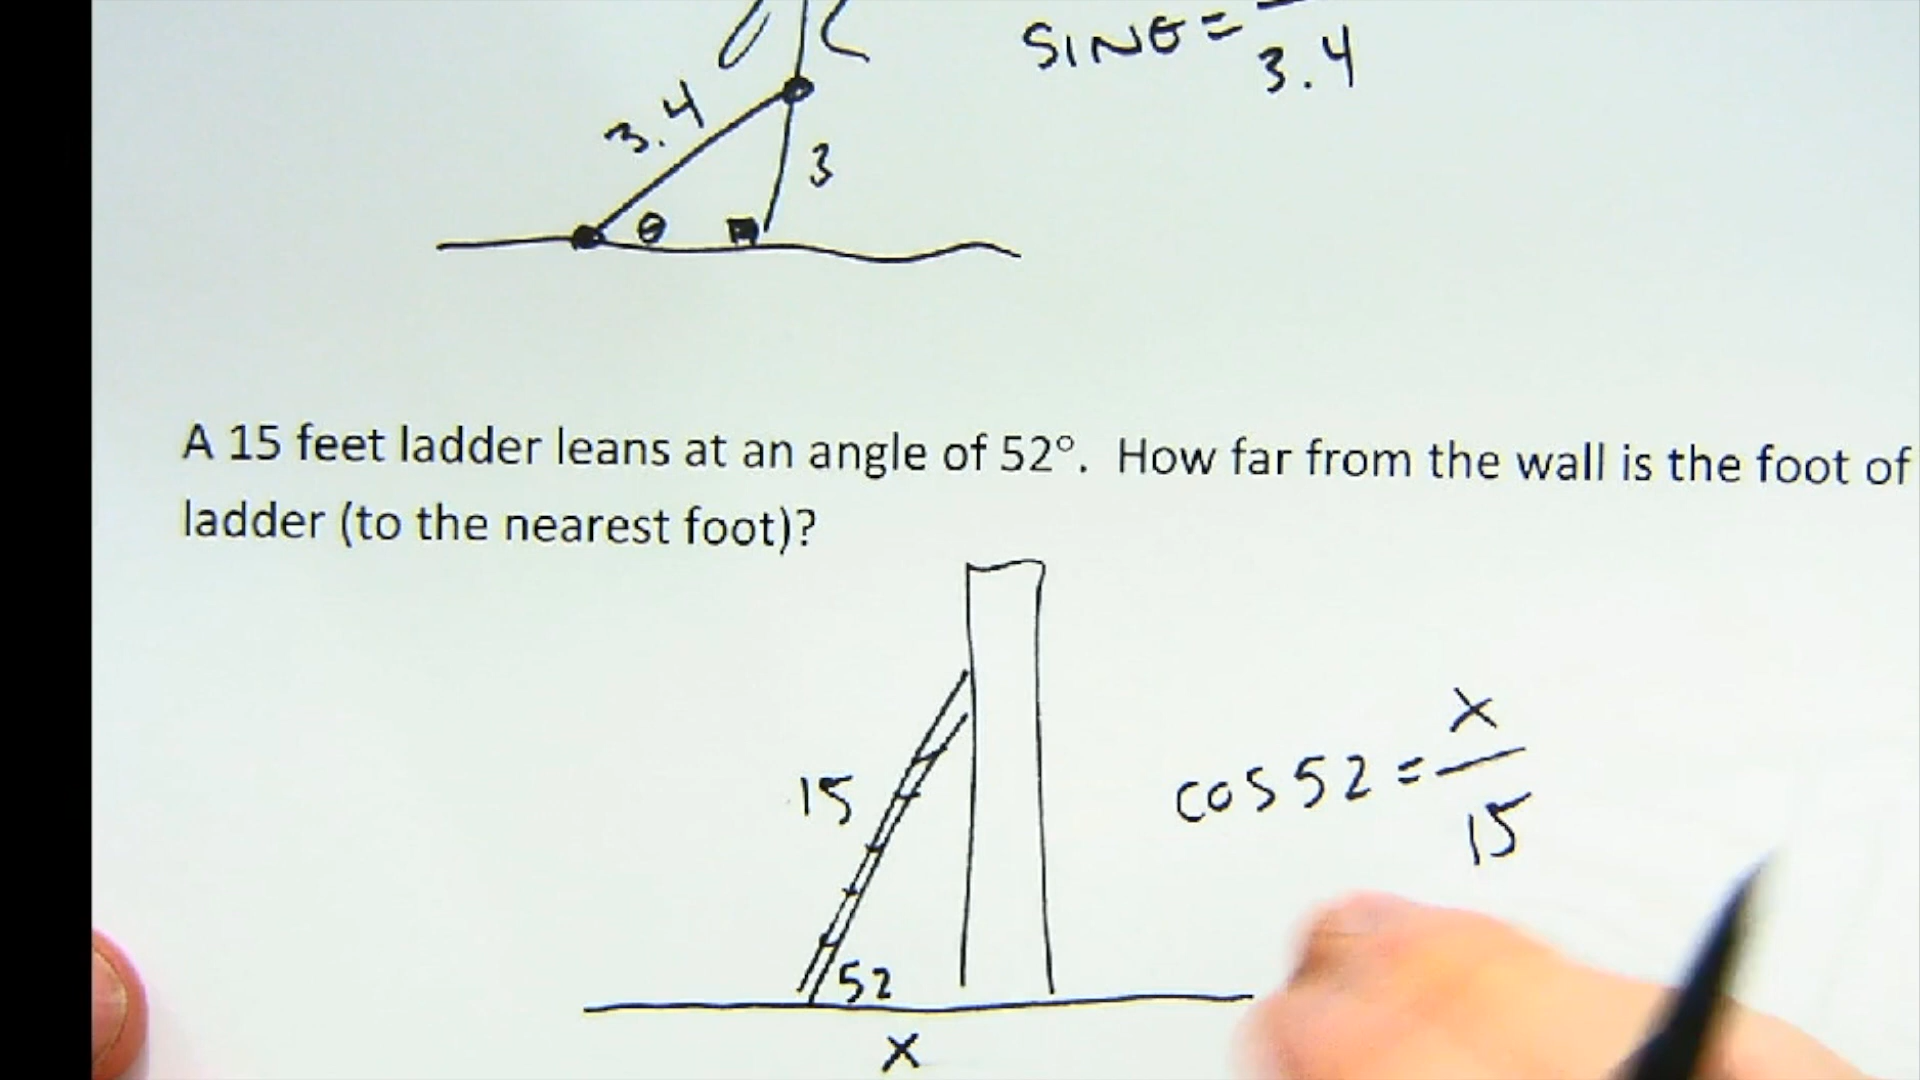 SINθ =
3.4
3.4
3
θ
A 15 feet ladder leans at an angle of 52°. How far from the wall is the foot of
ladder (to the nearest foot)?
x
cos 52 =
15
15
52
x